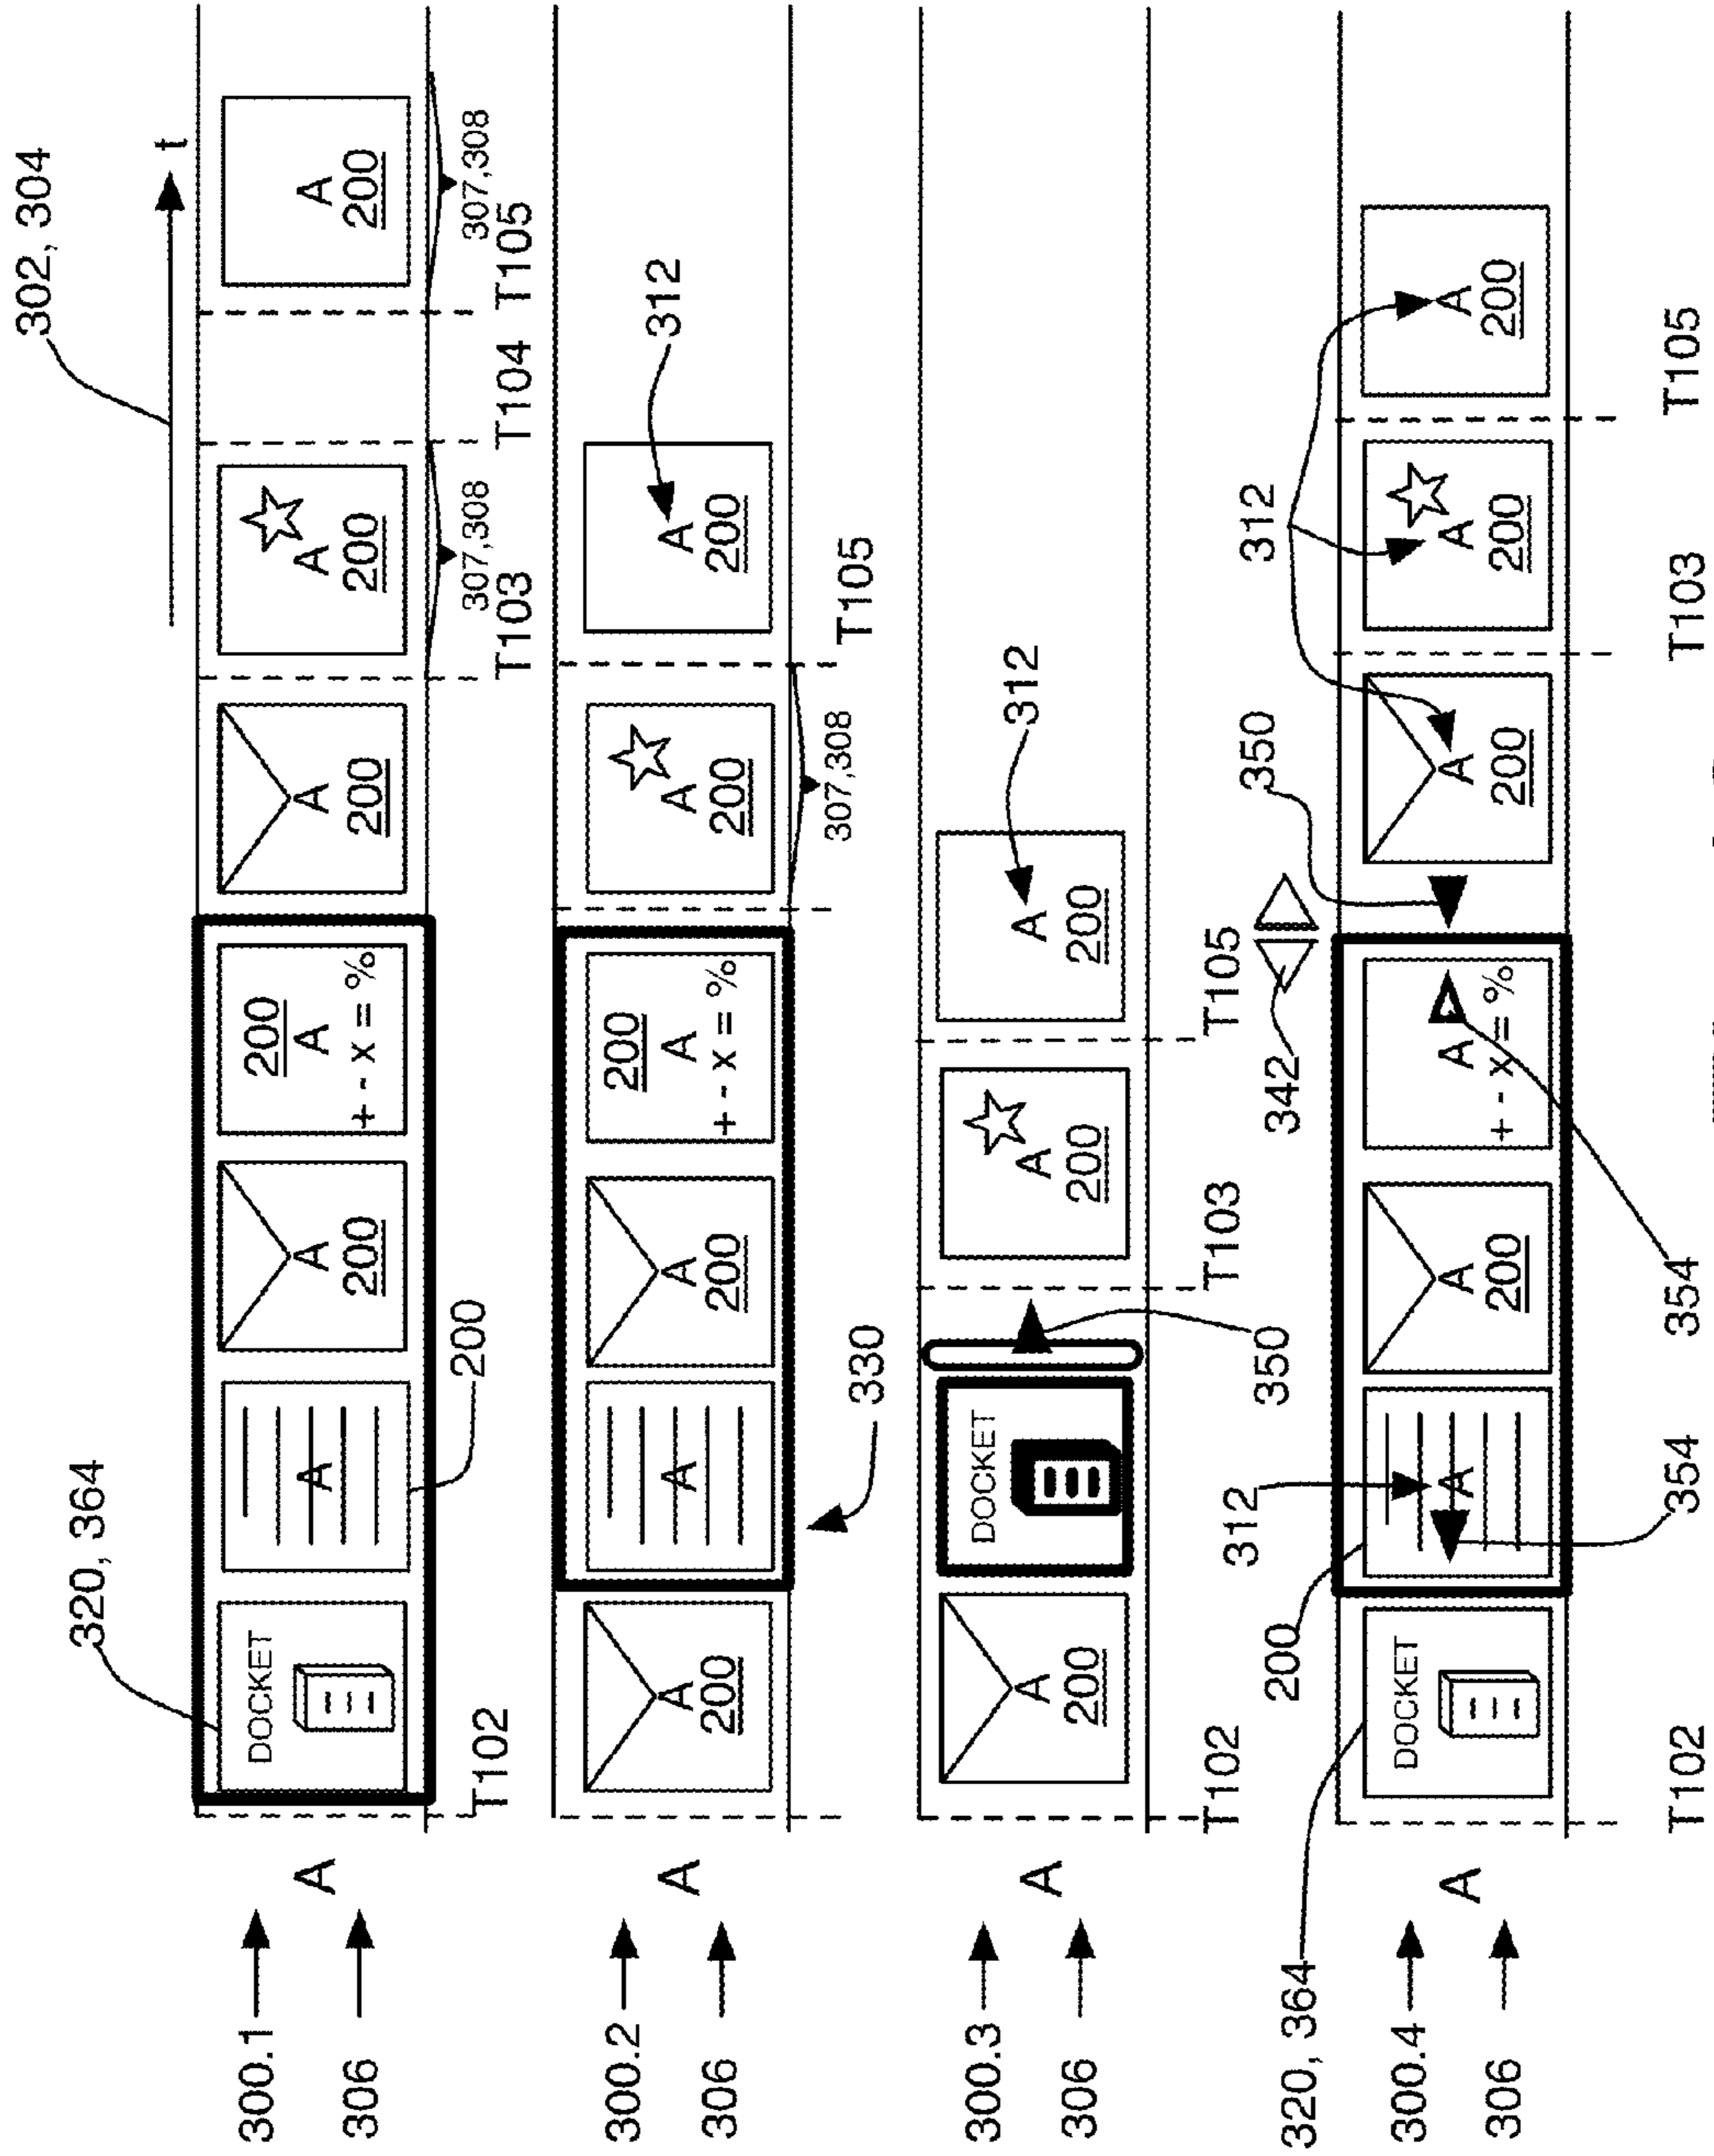 302, 304
t
320, 364
300.1
306
A
DOCKET
A
200
A
200
200
A
+ - x = %
A
200
A
200
A
200
T102
T103
T104
T105
307,308
307,308
300.2
306
A
A
200
A
A
200
200
A
+ - x = %
A
200
A
200
312
330
307,308
T105
300.3
306
A
A
200
DOCKET
A
200
A
200
312
T102
350
T103
T105
320, 364
200
312
342
350
312
300.4
306
A
DOCKET
A
A
200
A
+ - x = %
A
200
A
200
A
200
T102
354
354
T103
T105